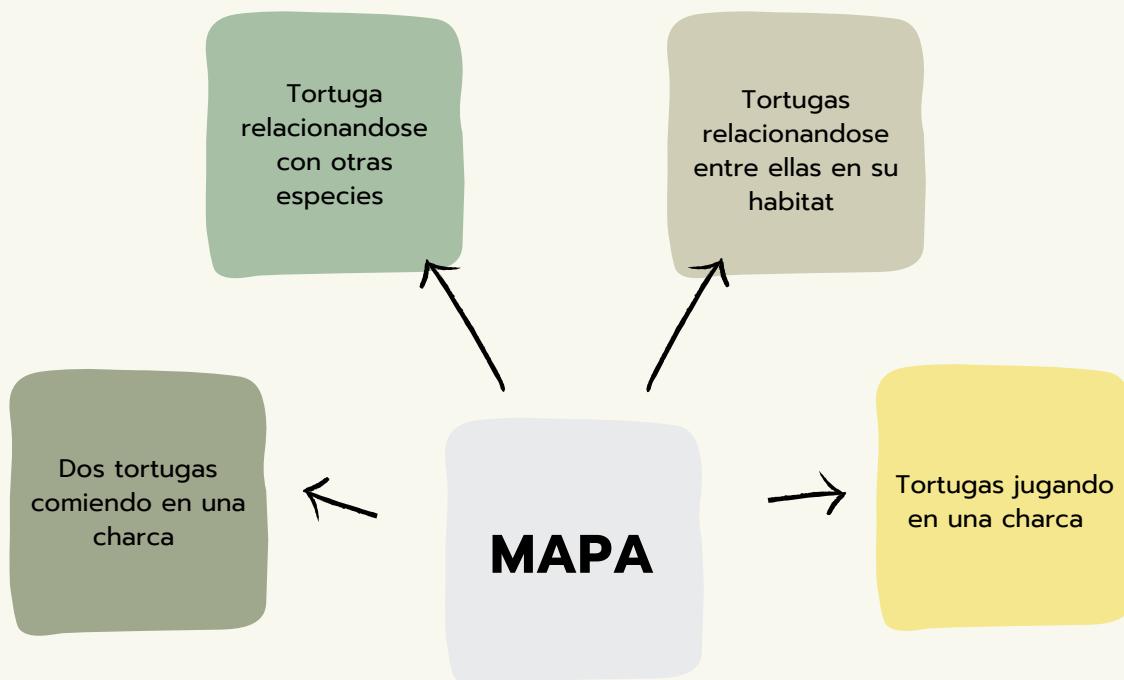 Tortuga
relacionandose
con otras
especies
Tortugas
relacionandose
entre ellas en su
habitat
Dos tortugas
comiendo en una
charca
MAPA
Tortugas jugando
en una charca